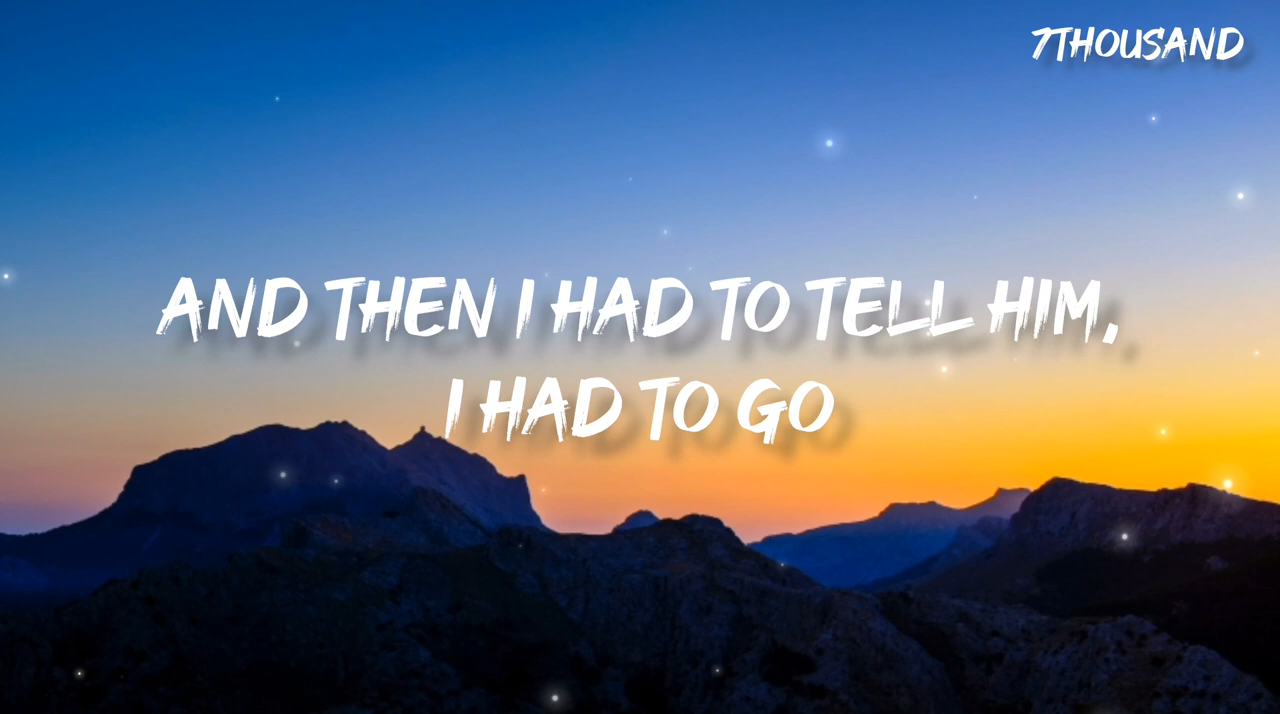 7THOUSAND
AND THEN I HAD TO TELL HIM,
I HAD TO GO